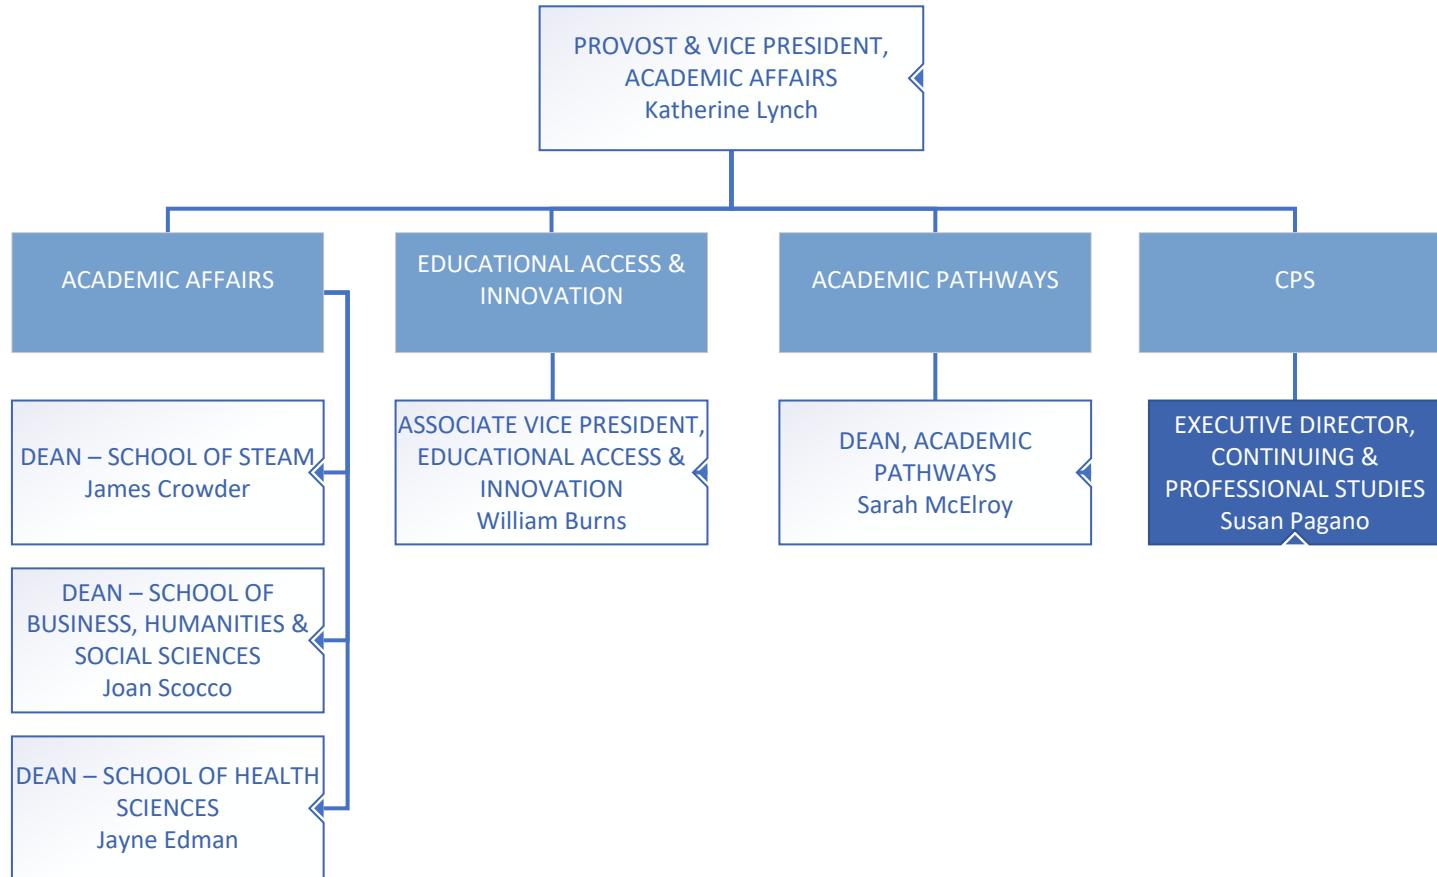 PROVOST & VICE PRESIDENT,
ACADEMIC AFFAIRS
Katherine Lynch
ACADEMIC AFFAIRS
EDUCATIONAL ACCESS &
INNOVATION
ACADEMIC PATHWAYS
CPS
DEAN – SCHOOL OF STEAM
James Crowder
ASSOCIATE VICE PRESIDENT,
EDUCATIONAL ACCESS &
INNOVATION
William Burns
DEAN, ACADEMIC
PATHWAYS
Sarah McElroy
EXECUTIVE DIRECTOR,
CONTINUING &
PROFESSIONAL STUDIES
Susan Pagano
DEAN – SCHOOL OF
BUSINESS, HUMANITIES &
SOCIAL SCIENCES
Joan Scocco
DEAN – SCHOOL OF HEALTH
SCIENCES
Jayne Edman